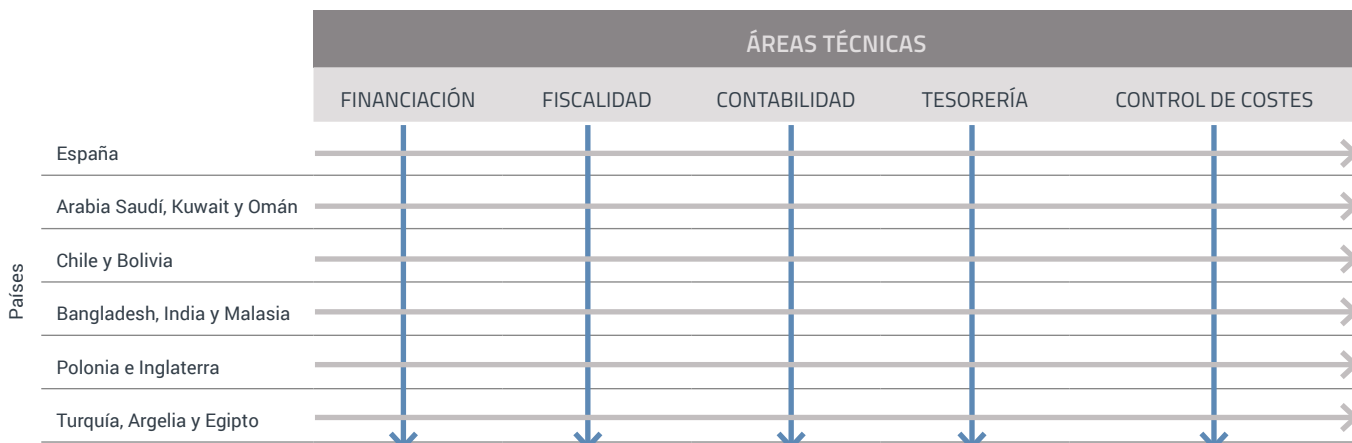 ÁREAS TÉCNICAS
FINANCIACIÓN FISCALIDAD CONTABILIDAD TESORERÍA CONTROL DE COSTES
Países
España
Arabia Saudí, Kuwait y Omán
Chile y Bolivia
Bangladesh, India y Malasia
Polonia e Inglaterra
Turquía, Argelia y Egipto